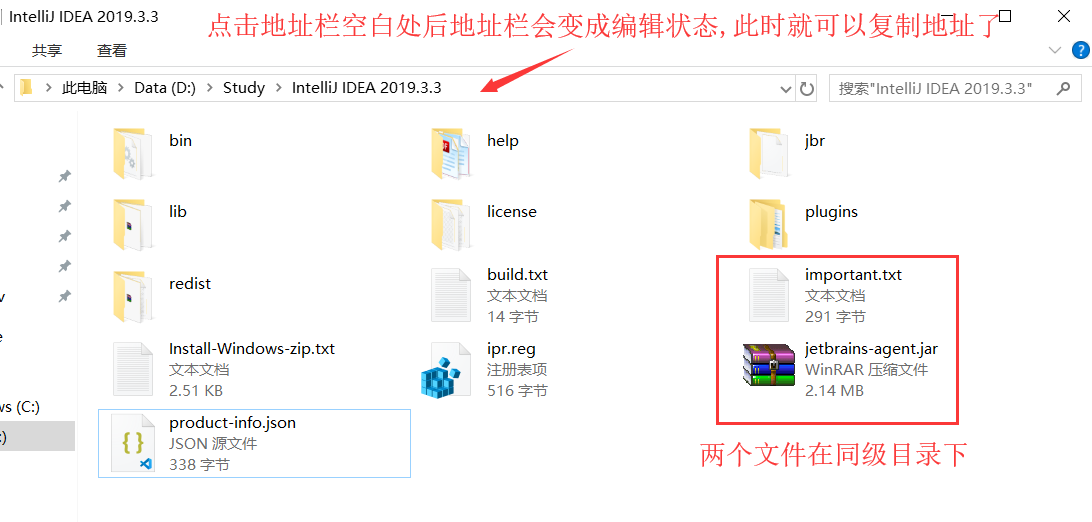 IntelliJ IDEA 2019.3.3
点击地址栏空白处后地址栏会变成编辑状态,此时就可以复制地址了
共享 查看
此电脑 > Data (D:) > Study > IntelliJ IDEA 2019.3.3
搜索"IntelliJ IDEA 2019.3.3"
bin
help
jbr
lib
license
plugins
redist
build.txt
文本文档
14 字节
important.txt
文本文档
291 字节
Install-Windows-zip.txt
文本文档
2.51 KB
ipr.reg
注册表项
516 字节
jetbrains-agent.jar
WinRAR 压缩文件
2.14 MB
ws (C:)
:)
product-info.json
JSON 源文件
338 字节
两个文件在同级目录下